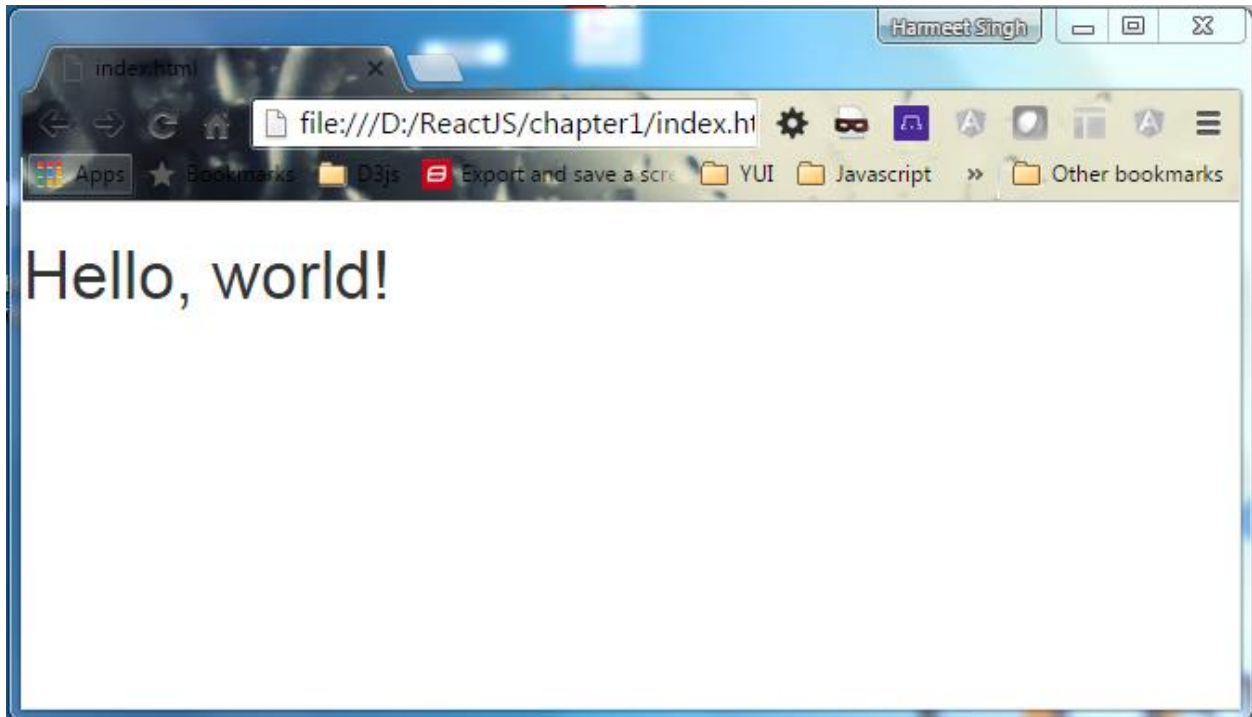 Harmeet Singh
index.html
file:///D:/ReactJS/chapter1/index.ht
Apps Bookmarks D3js Export and save a scre YUI Javascript » Other bookmarks
Hello, world!